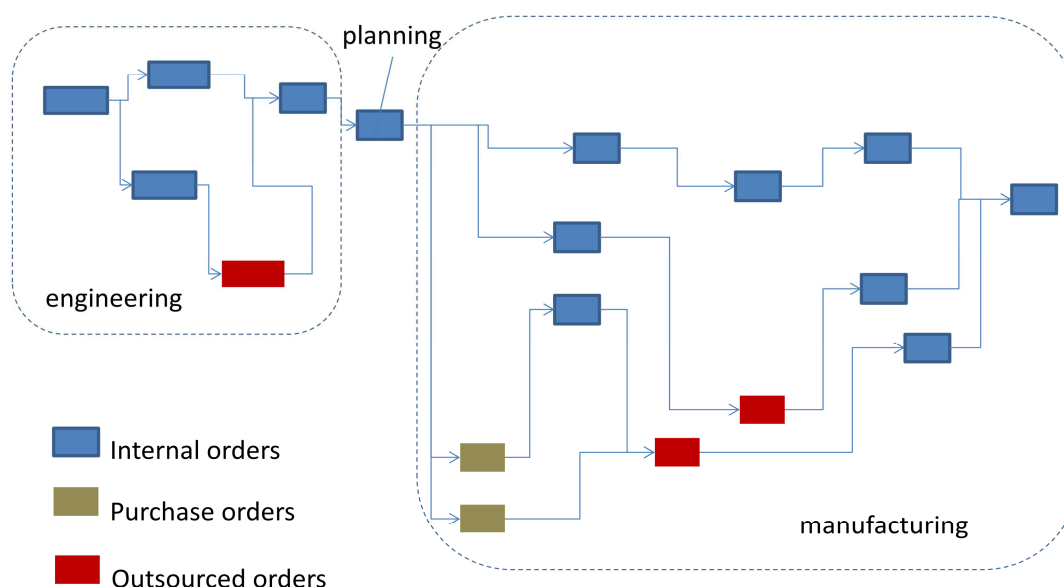 planning
engineering
Internal orders
Purchase orders
manufacturing
Outsourced orders